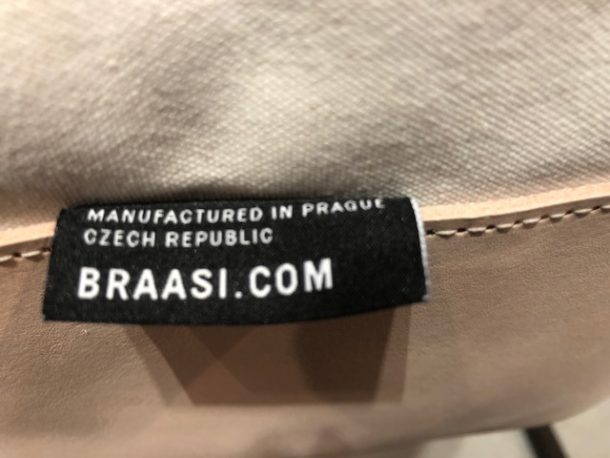 MANUFACTURED IN PRAGUE
CZECH REPUBLIC
BRAASI.COM